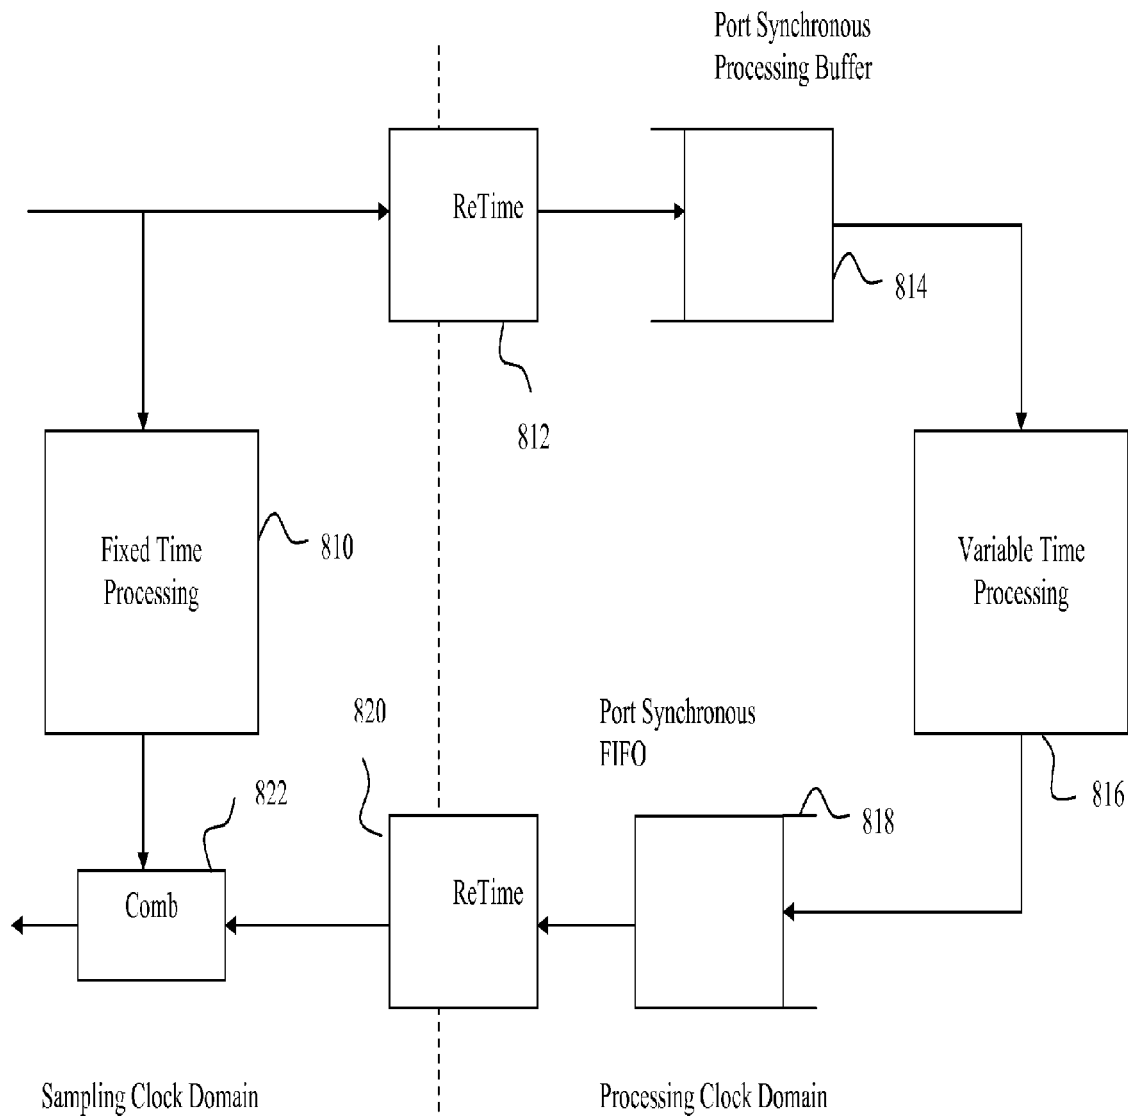 Port Synchronous
Processing Buffer
ReTime
814
812
Fixed Time
Processing
810
Variable Time
Processing
820
Port Synchronous
FIFO
822
816
818
Comb
ReTime
Sampling Clock Domain
Processing Clock Domain